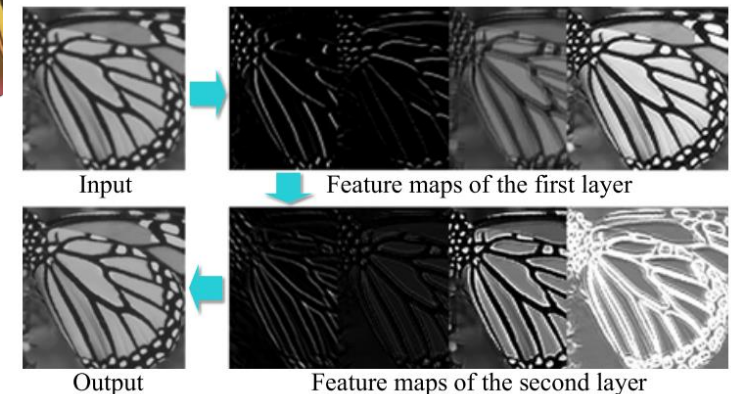 Input
Feature maps of the first layer
Output
Feature maps of the second layer